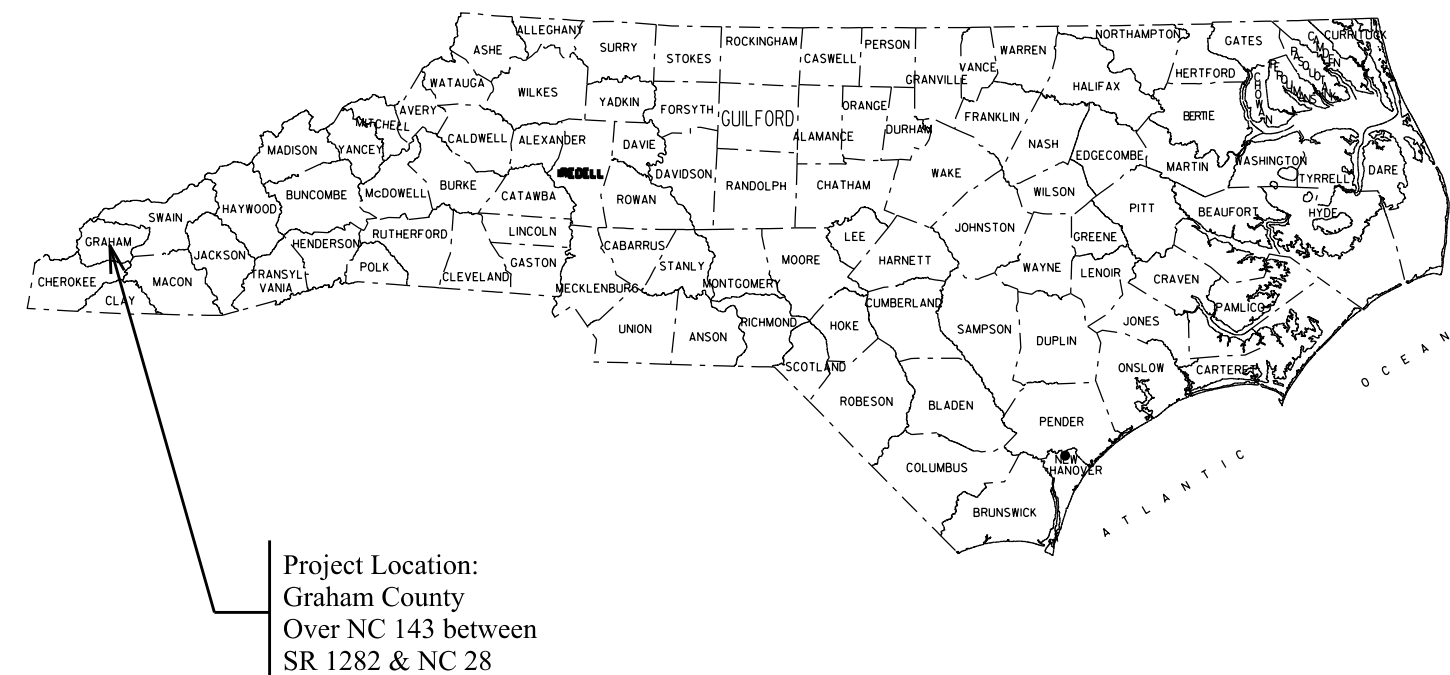 ALLEGHANY
ASHE
SURRY
STOKES
ROCKINGHAM
CASWELL
PERSON
GRANVILLE
VANCE
WARREN
NORTHAMPTON
GATES
CAMDEN
CURRITUCK
PASQUOTANK
PERQUIMANS
CHOWAN
HERTFORD
HALIFAX
BERTIE
WATAUGA
WILKES
YADKIN
FORSYTH
GUILFORD
ALAMANCE
ORANGE
DURHAM
FRANKLIN
NASH
EDGECOMBE
MARTIN
WASHINGTON
TYRRELL
DARE
AVERY
MITCHELL
CALDWELL
ALEXANDER
DAVIE
MADISON
YANCEY
IREDELL
DAVIDSON
RANDOLPH
CHATHAM
WAKE
WILSON
PITT
BEAUFORT
HYDE
BUNCOMBE
McDOWELL
BURKE
CATAWBA
ROWAN
SWAIN
HAYWOOD
LINCOLN
JOHNSTON
GREENE
GRAHAM
JACKSON
HENDERSON
RUTHERFORD
CABARRUS
LEE
HARNETT
WAYNE
LENOIR
CRAVEN
CHEROKEE
MACON
TRANSYL-
VANIA
POLK
CLEVELAND
GASTON
STANLY
MONTGOMERY
MOORE
CLAY
MECKLENBURG
CUMBERLAND
PAMLICO
UNION
ANSON
RICHMOND
HOKE
SAMPSON
DUPLIN
JONES
SCOTLAND
ONSLOW
CARTERET
ROBESON
BLADEN
PENDER
COLUMBUS
NEW
HANOVER
BRUNSWICK
ATLANTIC OCEAN
Project Location:
Graham County
Over NC 143 between
SR 1282 & NC 28